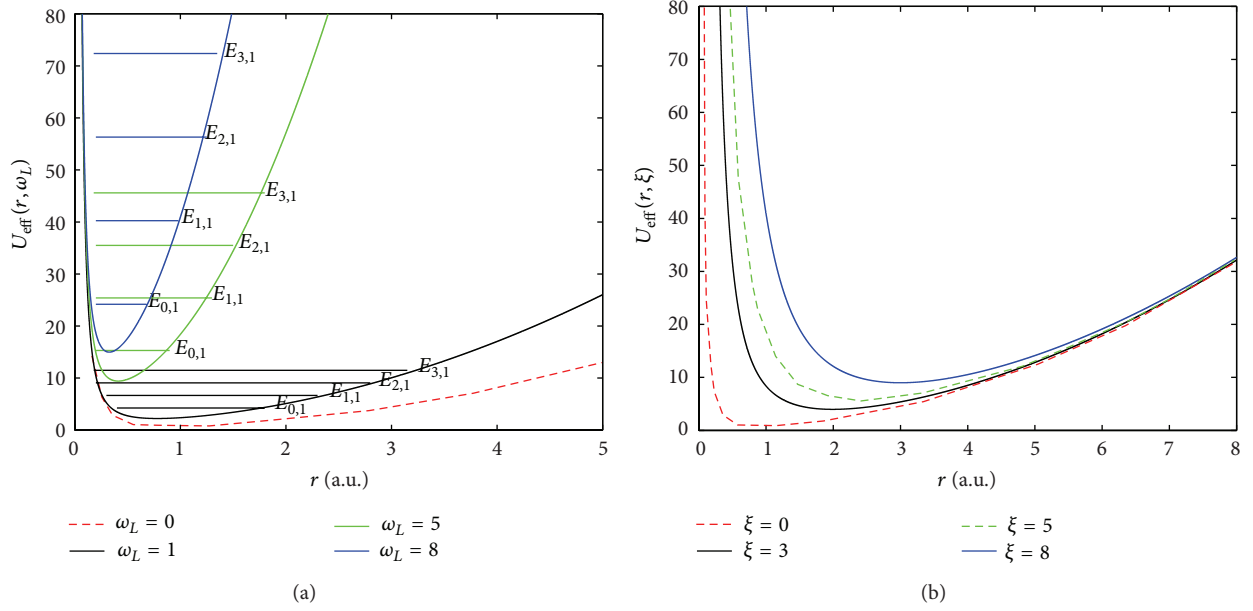 80
70
60
50
40
30
20
10
0
U_eff(r, ω_L)
E_3,1
E_2,1
E_3,1
E_1,1
E_2,1
E_1,1
E_0,1
E_0,1
E_3,1
E_2,1
E_1,1
E_0,1
0 1 2 3 4 5
r (a.u.)
ω_L = 0 ω_L = 5
ω_L = 1 ω_L = 8
(a)
80
70
60
50
40
30
20
10
0
U_eff(r, ξ)
0 1 2 3 4 5 6 7 8
r (a.u.)
ξ = 0 ξ = 5
ξ = 3 ξ = 8
(b)